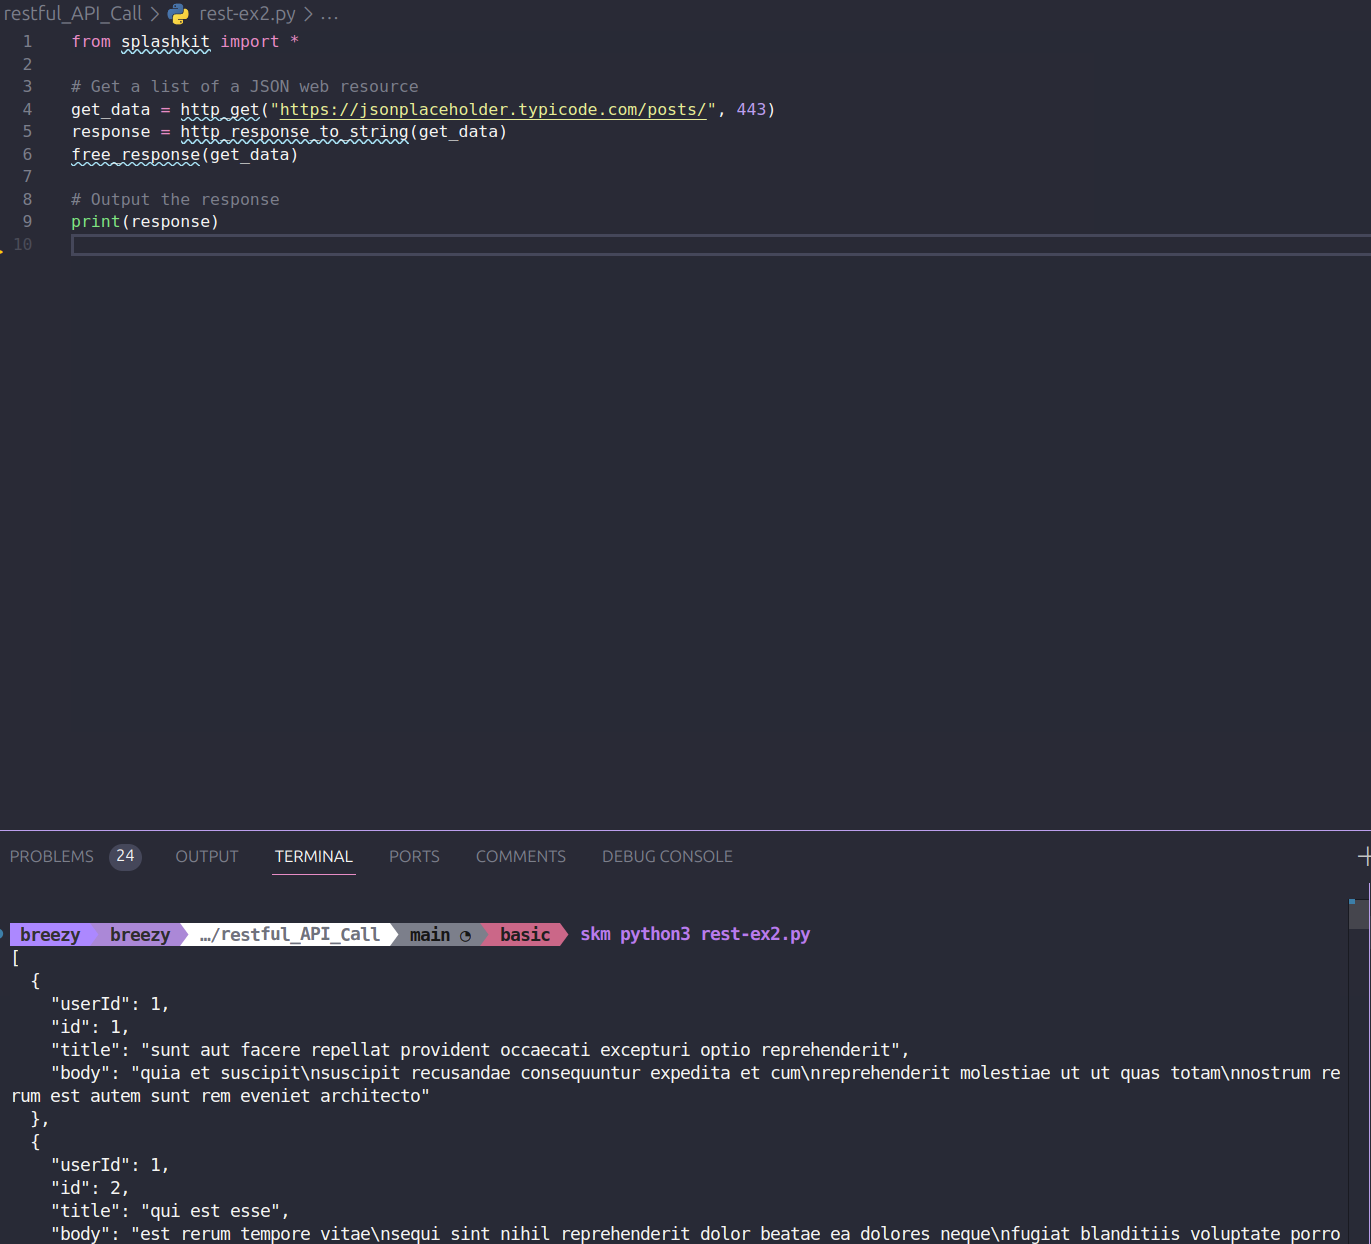 restful_API_Call > rest-ex2.py > ...
1 from splashkit import *
2
3 # Get a list of a JSON web resource
4 get_data = http_get("https://jsonplaceholder.typicode.com/posts/", 443)
5 response = http_response_to_string(get_data)
6 free_response(get_data)
7
8 # Output the response
9 print(response)
10
PROBLEMS 24 OUTPUT TERMINAL PORTS COMMENTS DEBUG CONSOLE
breezy breezy …/restful_API_Call main basic skm python3 rest-ex2.py
[
{
"userId": 1,
"id": 1,
"title": "sunt aut facere repellat provident occaecati excepturi optio reprehenderit",
"body": "quia et suscipit\nsuscipit recusandae consequuntur expedita et cum\nreprehenderit molestiae ut ut quas totam\nnostrum re
rum est autem sunt rem eveniet architecto"
},
{
"userId": 1,
"id": 2,
"title": "qui est esse",
"body": "est rerum tempore vitae\nsequi sint nihil reprehenderit dolor beatae ea dolores neque\nfugiat blanditiis voluptate porro